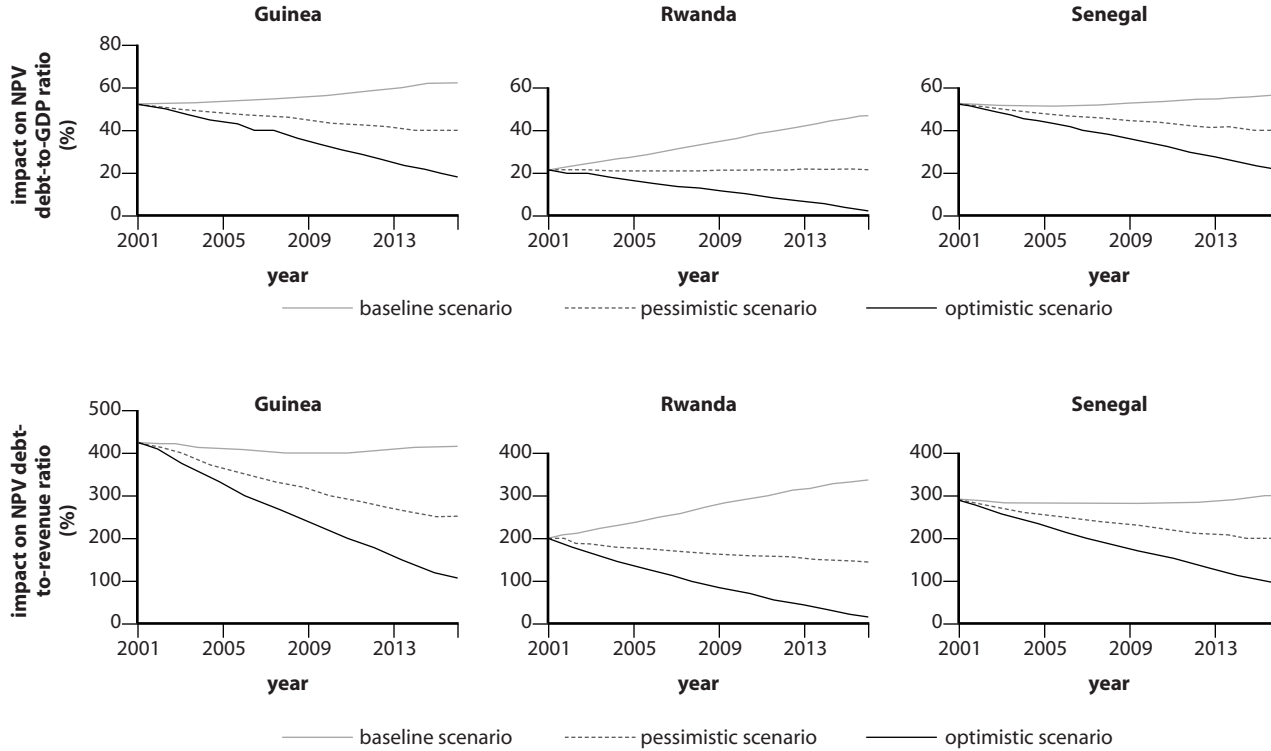 Guinea
Rwanda
Senegal
impact on NPV
debt-to-GDP ratio
(%)
80
60
40
20
0
2001
2005
2009
2013
year
60
40
20
0
2001
2005
2009
2013
year
60
40
20
0
2001
2005
2009
2013
year
baseline scenario
pessimistic scenario
optimistic scenario
Guinea
Rwanda
Senegal
impact on NPV debt-
to-revenue ratio
(%)
500
400
300
200
100
0
2001
2005
2009
2013
year
400
300
200
100
0
2001
2005
2009
2013
year
400
300
200
100
0
2001
2005
2009
2013
year
baseline scenario
pessimistic scenario
optimistic scenario